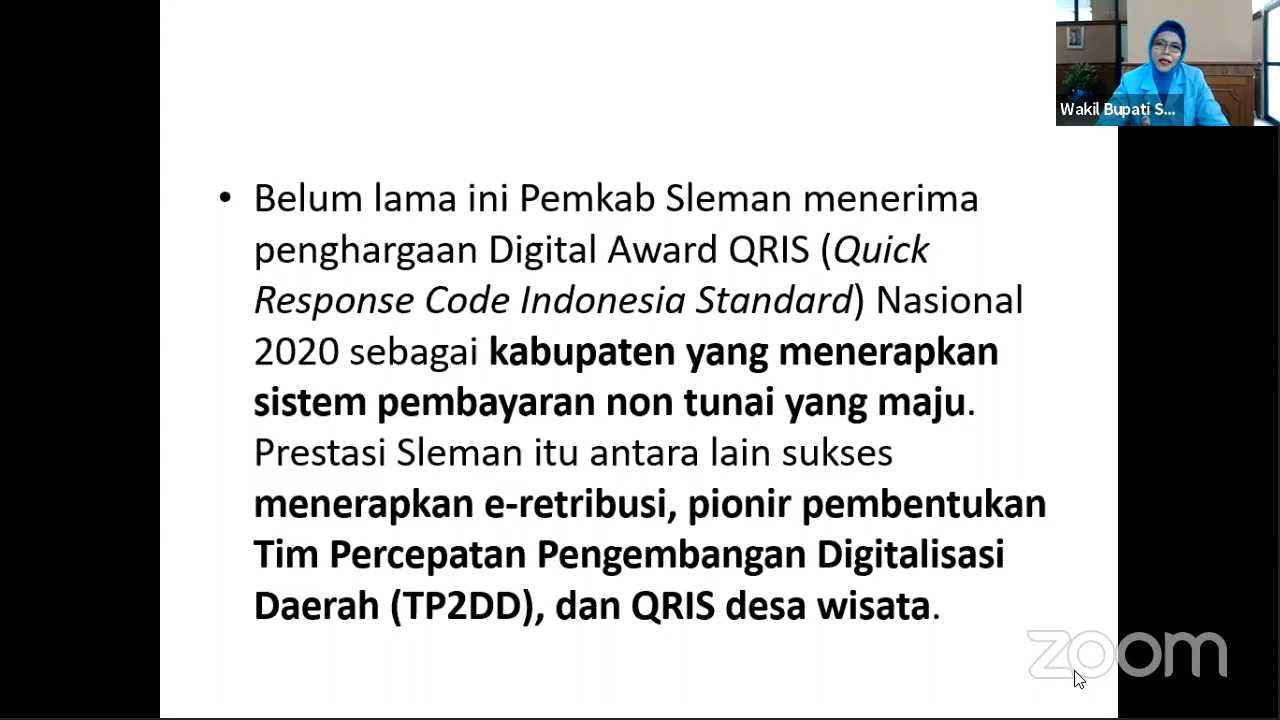 Wakil Bupati S...
• Belum lama ini Pemkab Sleman menerima
penghargaan Digital Award QRIS (Quick
Response Code Indonesia Standard) Nasional
2020 sebagai kabupaten yang menerapkan
sistem pembayaran non tunai yang maju.
Prestasi Sleman itu antara lain sukses
menerapkan e-retribusi, pionir pembentukan
Tim Percepatan Pengembangan Digitalisasi
Daerah (TP2DD), dan QRIS desa wisata.
zoom